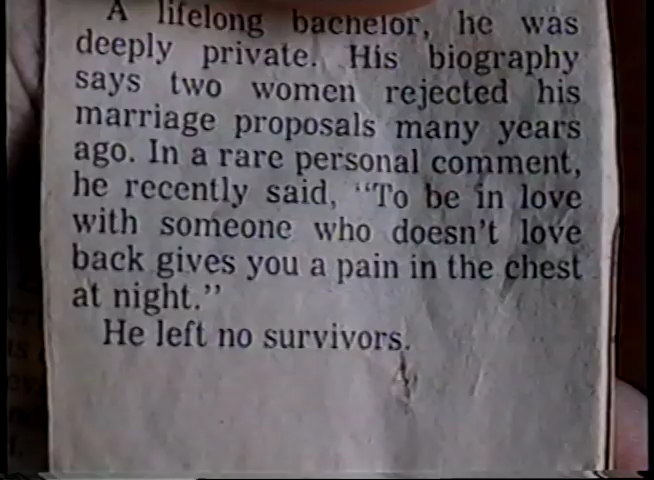 A lifelong bachelor, he was
deeply private. His biography
says two women rejected his
marriage proposals many years
ago. In a rare personal comment,
he recently said, “To be in love
with someone who doesn’t love
back gives you a pain in the chest
at night.”
He left no survivors.